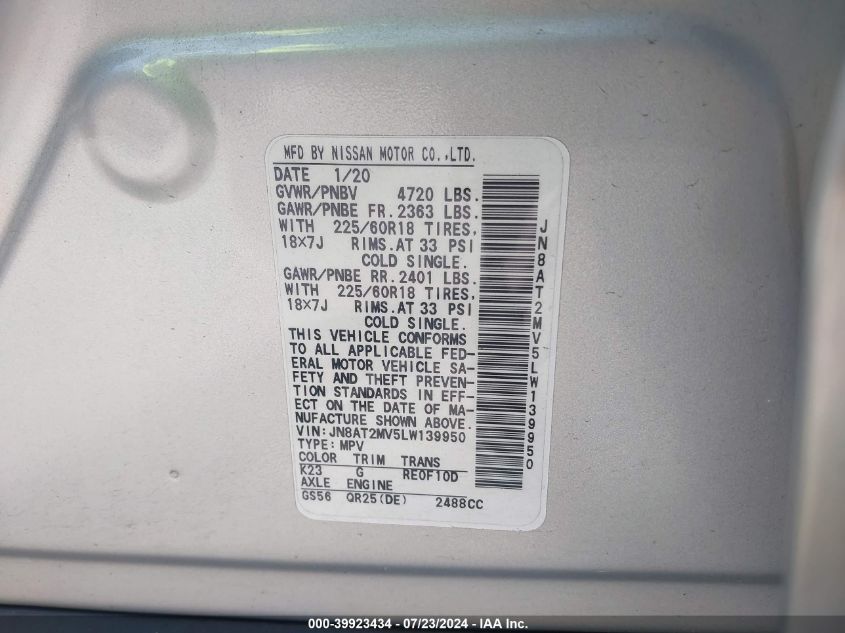 MFD BY NISSAN MOTOR CO.,LTD.
DATE 1/20
GVWR/PNBV 4720 LBS.
GAWR/PNBE FR. 2363 LBS.
WITH 225/60R18 TIRES,
18×7J RIMS. AT 33 PSI
COLD SINGLE.
GAWR/PNBE RR. 2401 LBS.
WITH 225/60R18 TIRES,
18×7J RIMS. AT 33 PSI
COLD SINGLE.
THIS VEHICLE CONFORMS
TO ALL APPLICABLE FED-
ERAL MOTOR VEHICLE SA-
FETY AND THEFT PREVEN-
TION STANDARDS IN EFF-
ECT ON THE DATE OF MA-
NUFACTURE SHOWN ABOVE.
VIN: JN8AT2MV5LW139950
TYPE: MPV
COLOR TRIM TRANS
K23 G RE0F10D
AXLE ENGINE
GS56 QR25(DE) 2488CC
JN8AT2MV5LW139950
000-39923434 / 07/23/2024 - IAA Inc.